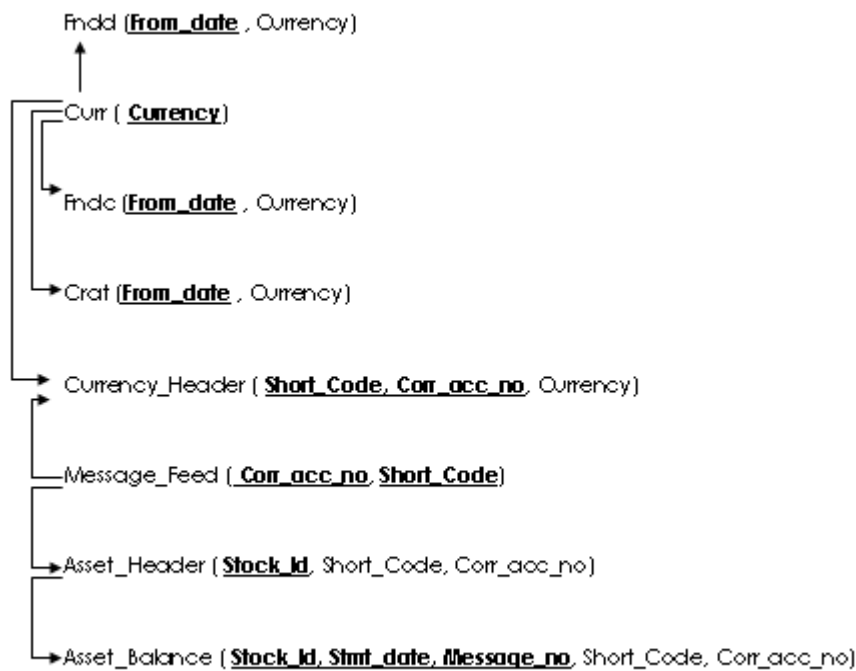 Fndd (From_date , Currency)
Curr ( Currency)
Fndc (From_date , Currency)
Crat (From_date , Currency)
Currency_Header ( Short_Code, Corr_acc_no, Currency)
Message_Feed ( Corr_acc_no, Short_Code)
Asset_Header ( Stock_Id, Short_Code, Corr_acc_no)
Asset_Balance ( Stock_Id, Stmt_date, Message_no, Short_Code, Corr_acc_no)